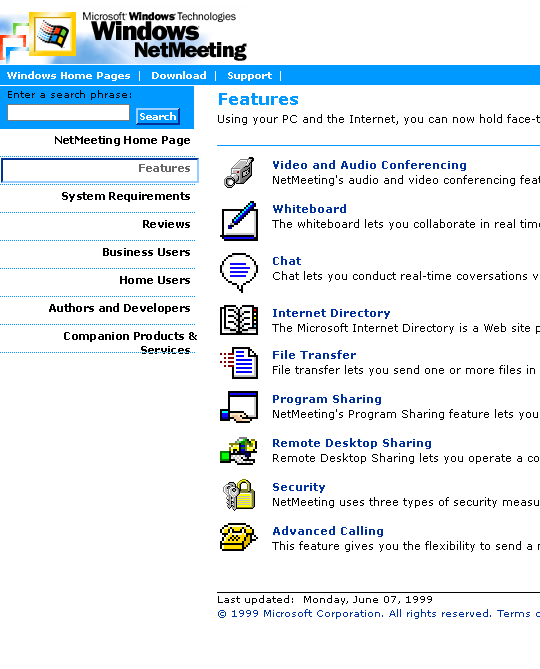 Microsoft Windows Technologies
Windows
NetMeeting
Windows Home Pages | Download | Support |
Enter a search phrase:
Search
NetMeeting Home Page
Features
System Requirements
Reviews
Business Users
Home Users
Authors and Developers
Companion Products &
Services
Features
Using your PC and the Internet, you can now hold face-t
Video and Audio Conferencing
NetMeeting's audio and video conferencing feat
Whiteboard
The whiteboard lets you collaborate in real time
Chat
Chat lets you conduct real-time coversations v
Internet Directory
The Microsoft Internet Directory is a Web site p
File Transfer
File transfer lets you send one or more files in
Program Sharing
NetMeeting's Program Sharing feature lets you
Remote Desktop Sharing
Remote Desktop Sharing lets you operate a co
Security
NetMeeting uses three types of security measu
Advanced Calling
This feature gives you the flexibility to send a
Last updated: Monday, June 07, 1999
© 1999 Microsoft Corporation. All rights reserved. Terms o